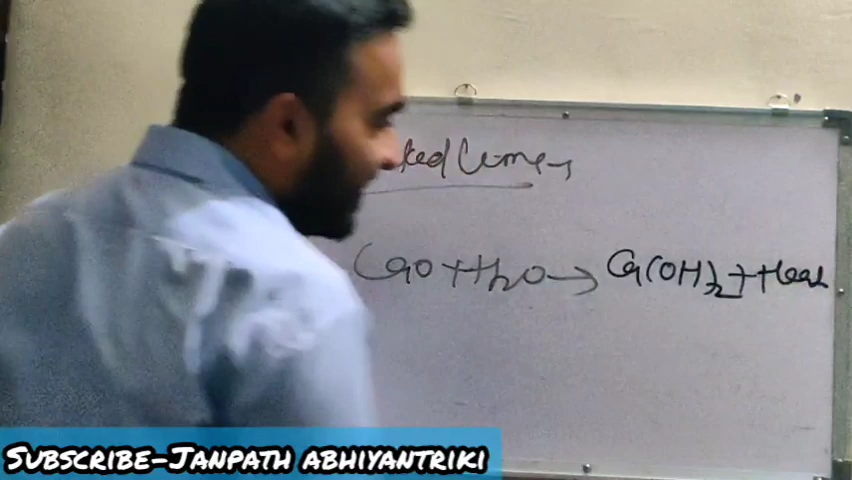 ked Lime →
CaO + H₂O → Ca(OH)₂ + Heat
SUBSCRIBE-JANPATH ABHIYANTRIKI